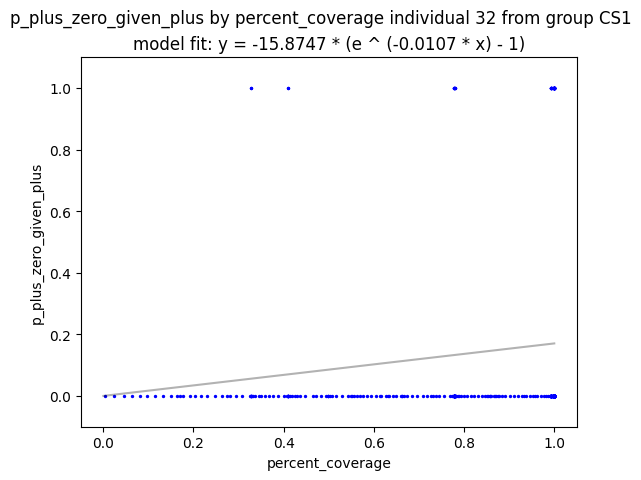 p_plus_zero_given_plus by percent_coverage individual 32 from group CS1
model fit: y = -15.8747 * (e ^ (-0.0107 * x) - 1)
p_plus_zero_given_plus
1.0
0.8
0.6
0.4
0.2
0.0
0.0 0.2 0.4 0.6 0.8 1.0
percent_coverage